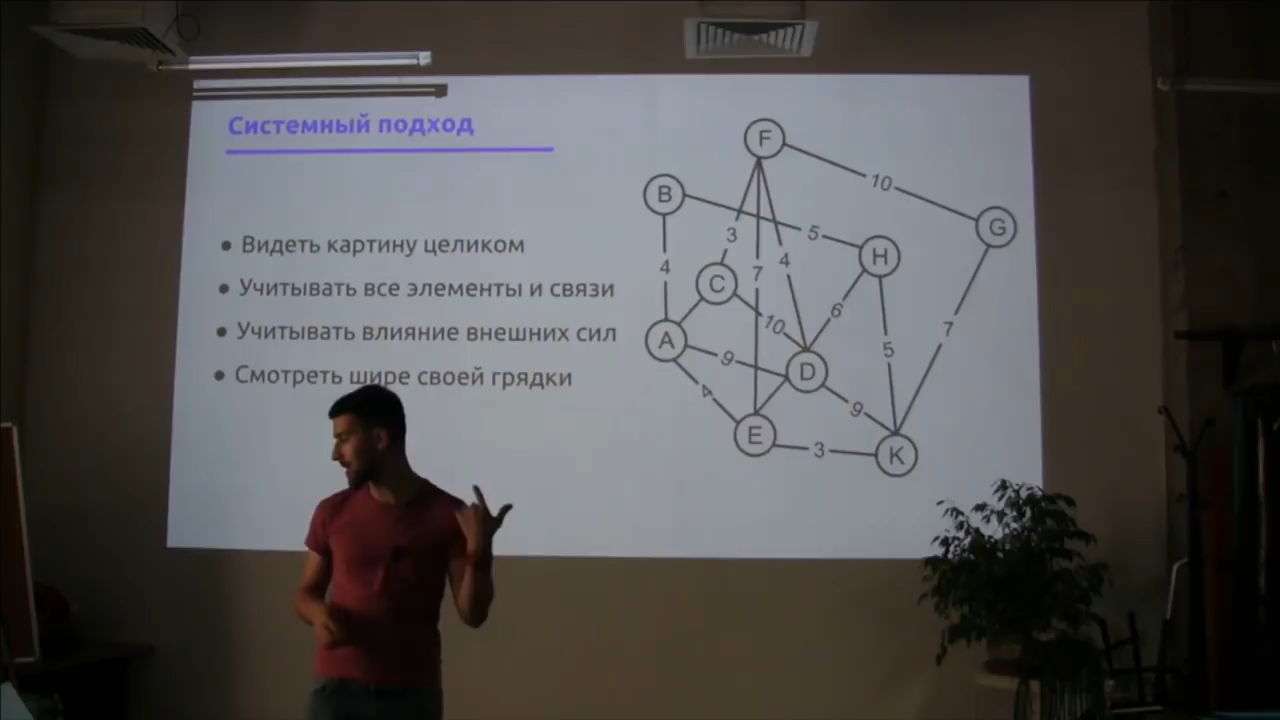 Системный подход
● Видеть картину целиком
● Учитывать все элементы и связи
● Учитывать влияние внешних сил
● Смотреть шире своей грядки
F
10
B
G
3
5
H
4
7
4
C
6
10
7
A
9
5
D
4
9
E
3
K